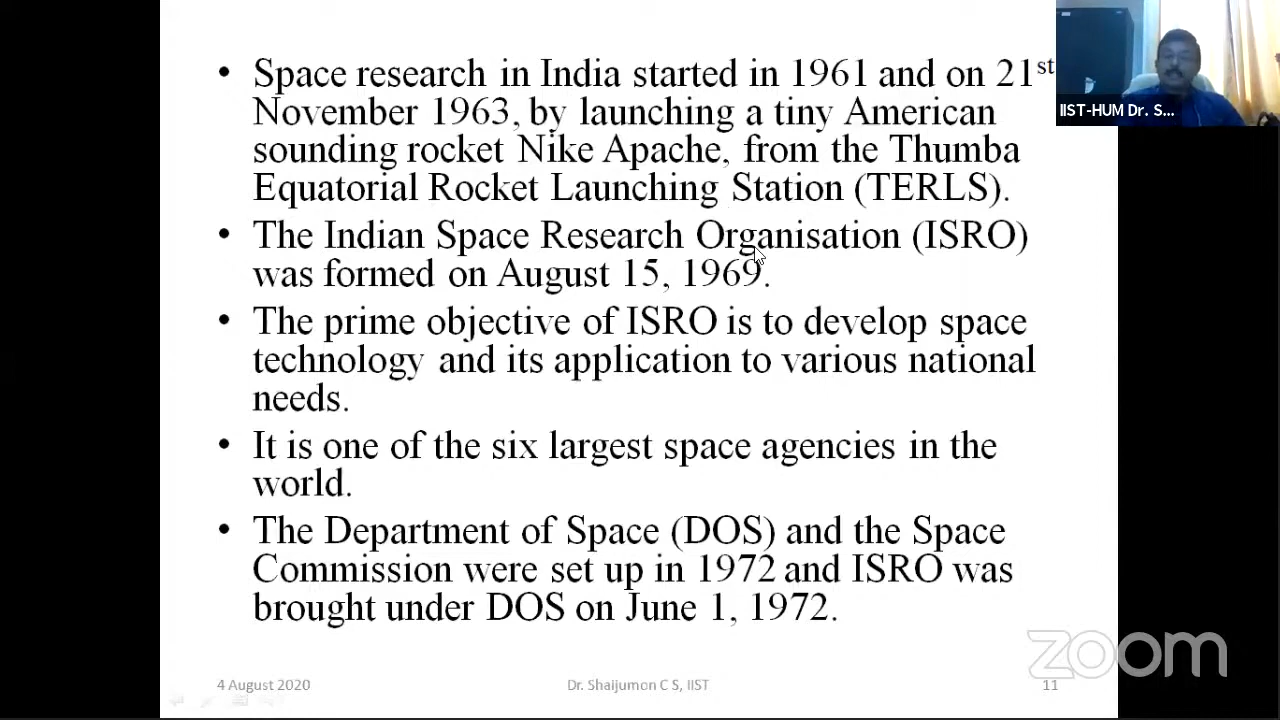 • Space research in India started in 1961 and on 21st
November 1963, by launching a tiny American
sounding rocket Nike Apache, from the Thumba
Equatorial Rocket Launching Station (TERLS).
• The Indian Space Research Organisation (ISRO)
was formed on August 15, 1969.
• The prime objective of ISRO is to develop space
technology and its application to various national
needs.
• It is one of the six largest space agencies in the
world.
• The Department of Space (DOS) and the Space
Commission were set up in 1972 and ISRO was
brought under DOS on June 1, 1972.
IIST-HUM Dr. S...
zoom
4 August 2020
Dr. Shaijumon C S, IIST
11